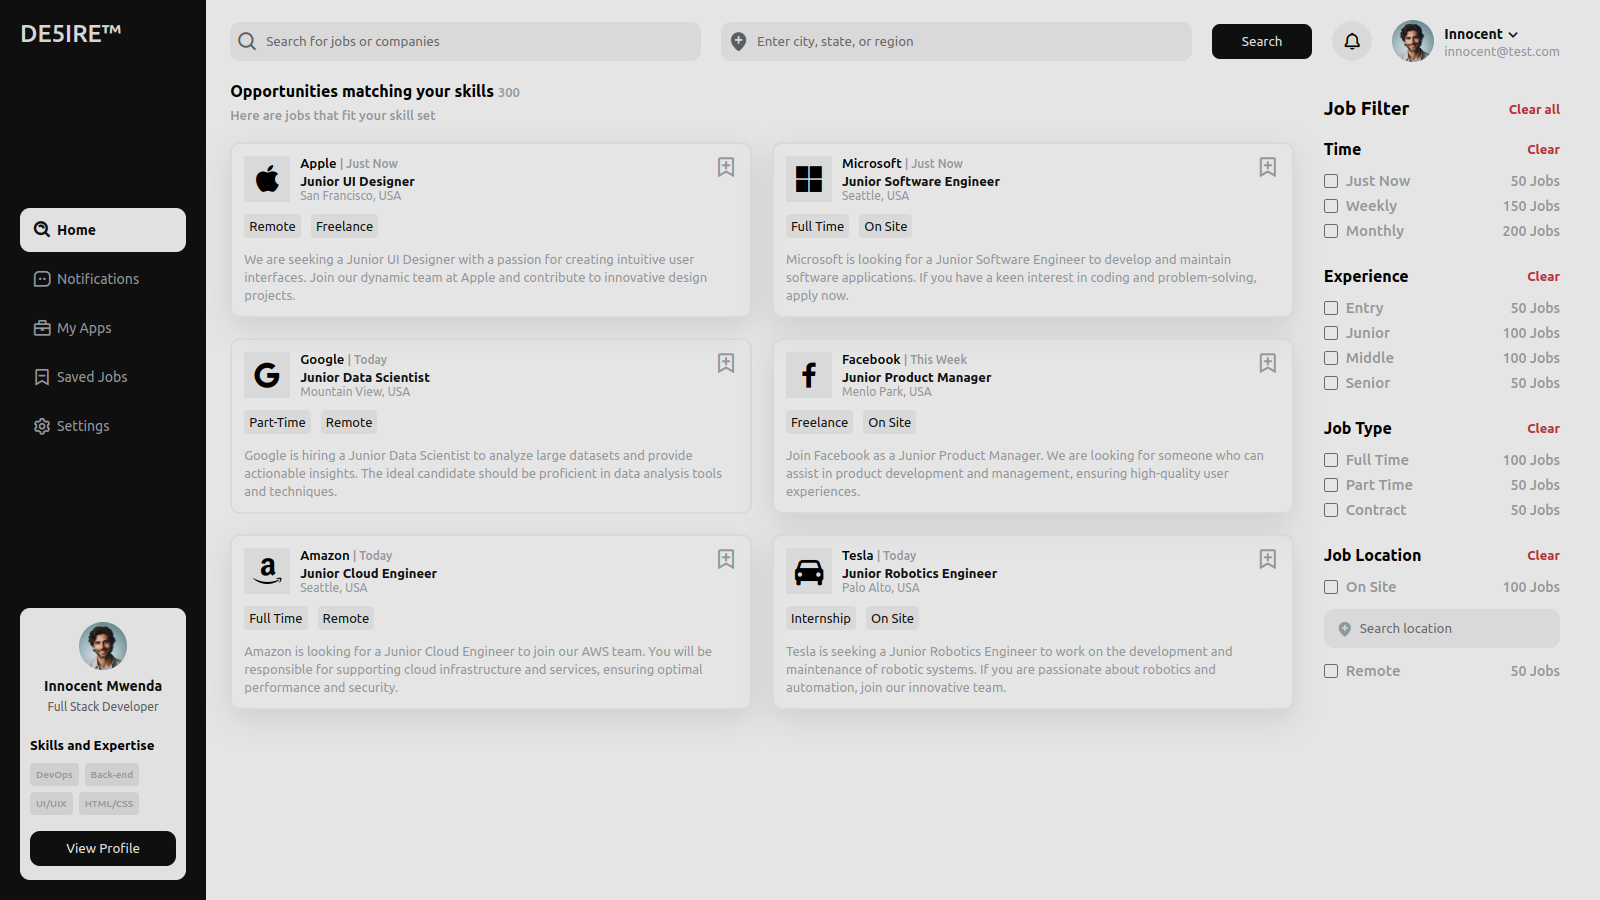 DE5IRE™
Home
Notifications
My Apps
Saved Jobs
Settings
Innocent Mwenda
Full Stack Developer
Skills and Expertise
DevOps Back-end
UI/UIX HTML/CSS
View Profile
Search for jobs or companies
Enter city, state, or region
Search
Innocent
innocent@test.com
Opportunities matching your skills 300
Here are jobs that fit your skill set
Apple | Just Now
Junior UI Designer
San Francisco, USA
Remote Freelance
We are seeking a Junior UI Designer with a passion for creating intuitive user
interfaces. Join our dynamic team at Apple and contribute to innovative design
projects.
Microsoft | Just Now
Junior Software Engineer
Seattle, USA
Full Time On Site
Microsoft is looking for a Junior Software Engineer to develop and maintain
software applications. If you have a keen interest in coding and problem-solving,
apply now.
Google | Today
Junior Data Scientist
Mountain View, USA
Part-Time Remote
Google is hiring a Junior Data Scientist to analyze large datasets and provide
actionable insights. The ideal candidate should be proficient in data analysis tools
and techniques.
Facebook | This Week
Junior Product Manager
Menlo Park, USA
Freelance On Site
Join Facebook as a Junior Product Manager. We are looking for someone who can
assist in product development and management, ensuring high-quality user
experiences.
Amazon | Today
Junior Cloud Engineer
Seattle, USA
Full Time Remote
Amazon is looking for a Junior Cloud Engineer to join our AWS team. You will be
responsible for supporting cloud infrastructure and services, ensuring optimal
performance and security.
Tesla | Today
Junior Robotics Engineer
Palo Alto, USA
Internship On Site
Tesla is seeking a Junior Robotics Engineer to work on the development and
maintenance of robotic systems. If you are passionate about robotics and
automation, join our innovative team.
Job Filter Clear all
Time Clear
Just Now 50 Jobs
Weekly 150 Jobs
Monthly 200 Jobs
Experience Clear
Entry 50 Jobs
Junior 100 Jobs
Middle 100 Jobs
Senior 50 Jobs
Job Type Clear
Full Time 100 Jobs
Part Time 50 Jobs
Contract 50 Jobs
Job Location Clear
On Site 100 Jobs
Search location
Remote 50 Jobs